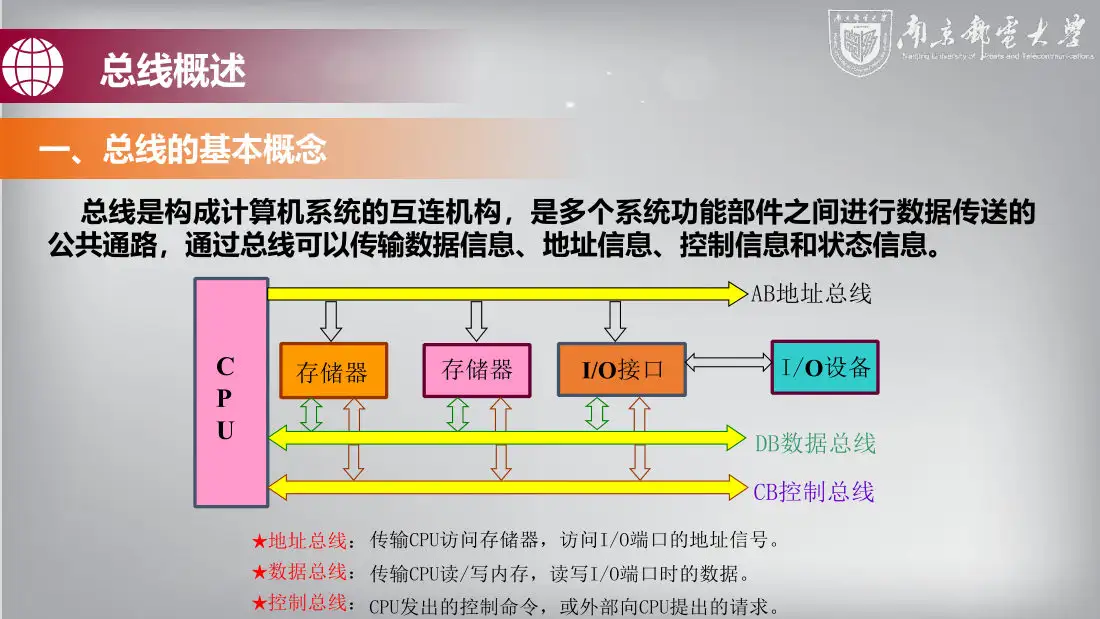 南京邮电大学
Nanjing University of Posts and Telecommunications
总线概述
一、总线的基本概念
总线是构成计算机系统的互连机构，是多个系统功能部件之间进行数据传送的
公共通路，通过总线可以传输数据信息、地址信息、控制信息和状态信息。
AB地址总线
CPU
存储器
存储器
I/O接口
I/O设备
DB数据总线
CB控制总线
★地址总线：传输CPU访问存储器，访问I/O端口的地址信号。
★数据总线：传输CPU读/写内存，读写I/O端口时的数据。
★控制总线：CPU发出的控制命令，或外部向CPU提出的请求。